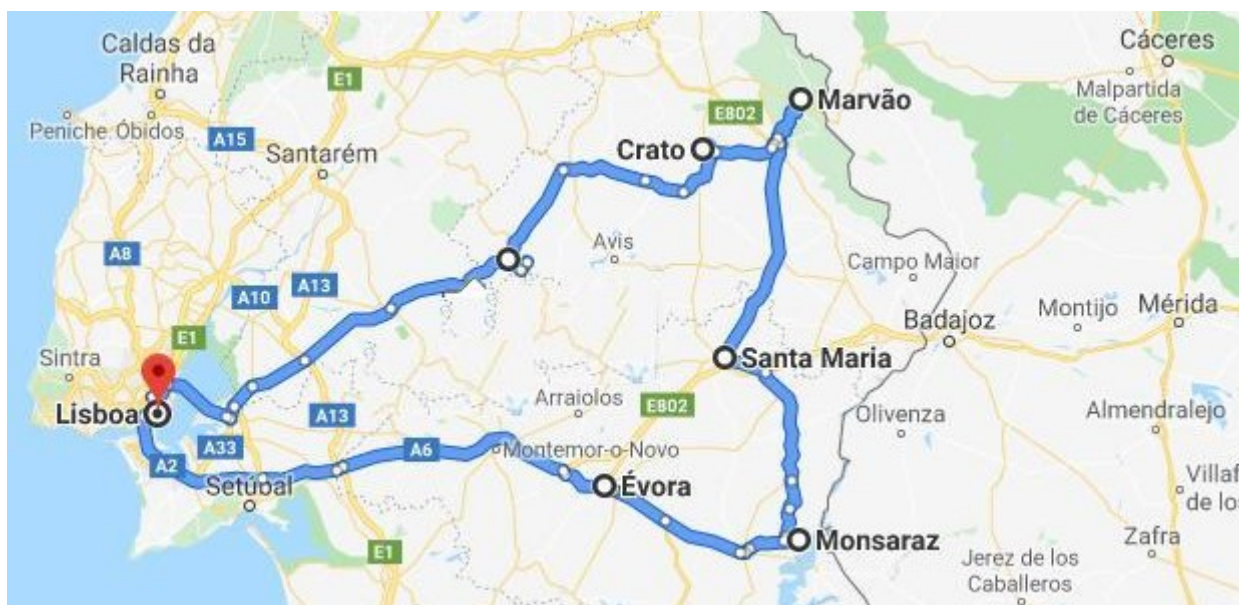 Caldas da
Rainha
E1
Cáceres
Malpartida
de Cáceres
Peniche
Óbidos
A15
E802
Marvão
Santarém
Crato
A8
Avis
Campo Maior
A13
A10
E1
Montijo
Mérida
Badajoz
Sintra
Santa Maria
Lisboa
Arraiolos
E802
Olivenza
Almendralejo
A13
A33
A6
Montemor-o-Novo
A2
Setúbal
Évora
Villaf
de los
Monsaraz
E1
Jerez de los
Caballeros
Zafra